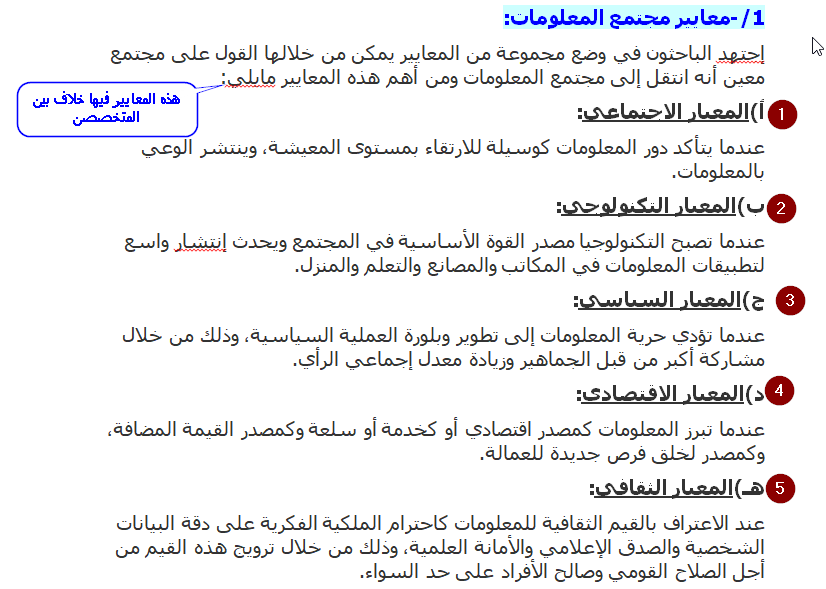 1/-معايير مجتمع المعلومات:
إجتهد الباحثون في وضع مجموعة من المعايير يمكن من خلالها القول على مجتمع
معين أنه انتقل إلى مجتمع المعلومات ومن أهم هذه المعايير مايلي:
هذه المعايير فيها خلاف بين
المتخصصن
1
أ)المعيار الاجتماعي:
عندما يتأكد دور المعلومات كوسيلة للارتقاء بمستوى المعيشة، وينتشر الوعي
بالمعلومات.
2
ب)المعيار التكنولوجي:
عندما تصبح التكنولوجيا مصدر القوة الأساسية في المجتمع ويحدث إنتشار واسع
لتطبيقات المعلومات في المكاتب والمصانع والتعلم والمنزل.
3
ج)المعيار السياسي:
عندما تؤدي حرية المعلومات إلى تطوير وبلورة العملية السياسية، وذلك من خلال
مشاركة أكبر من قبل الجماهير وزيادة معدل إجماعي الرأي.
4
د)المعيار الاقتصادي:
عندما تبرز المعلومات كمصدر اقتصادي أو كخدمة أو سلعة وكمصدر القيمة المضافة،
وكمصدر لخلق فرص جديدة للعمالة.
5
هـ)المعيار الثقافي:
عند الاعتراف بالقيم الثقافية للمعلومات كاحترام الملكية الفكرية على دقة البيانات
الشخصية والصدق الإعلامي والأمانة العلمية، وذلك من خلال ترويج هذه القيم من
أجل الصلاح القومي وصالح الأفراد على حد السواء.